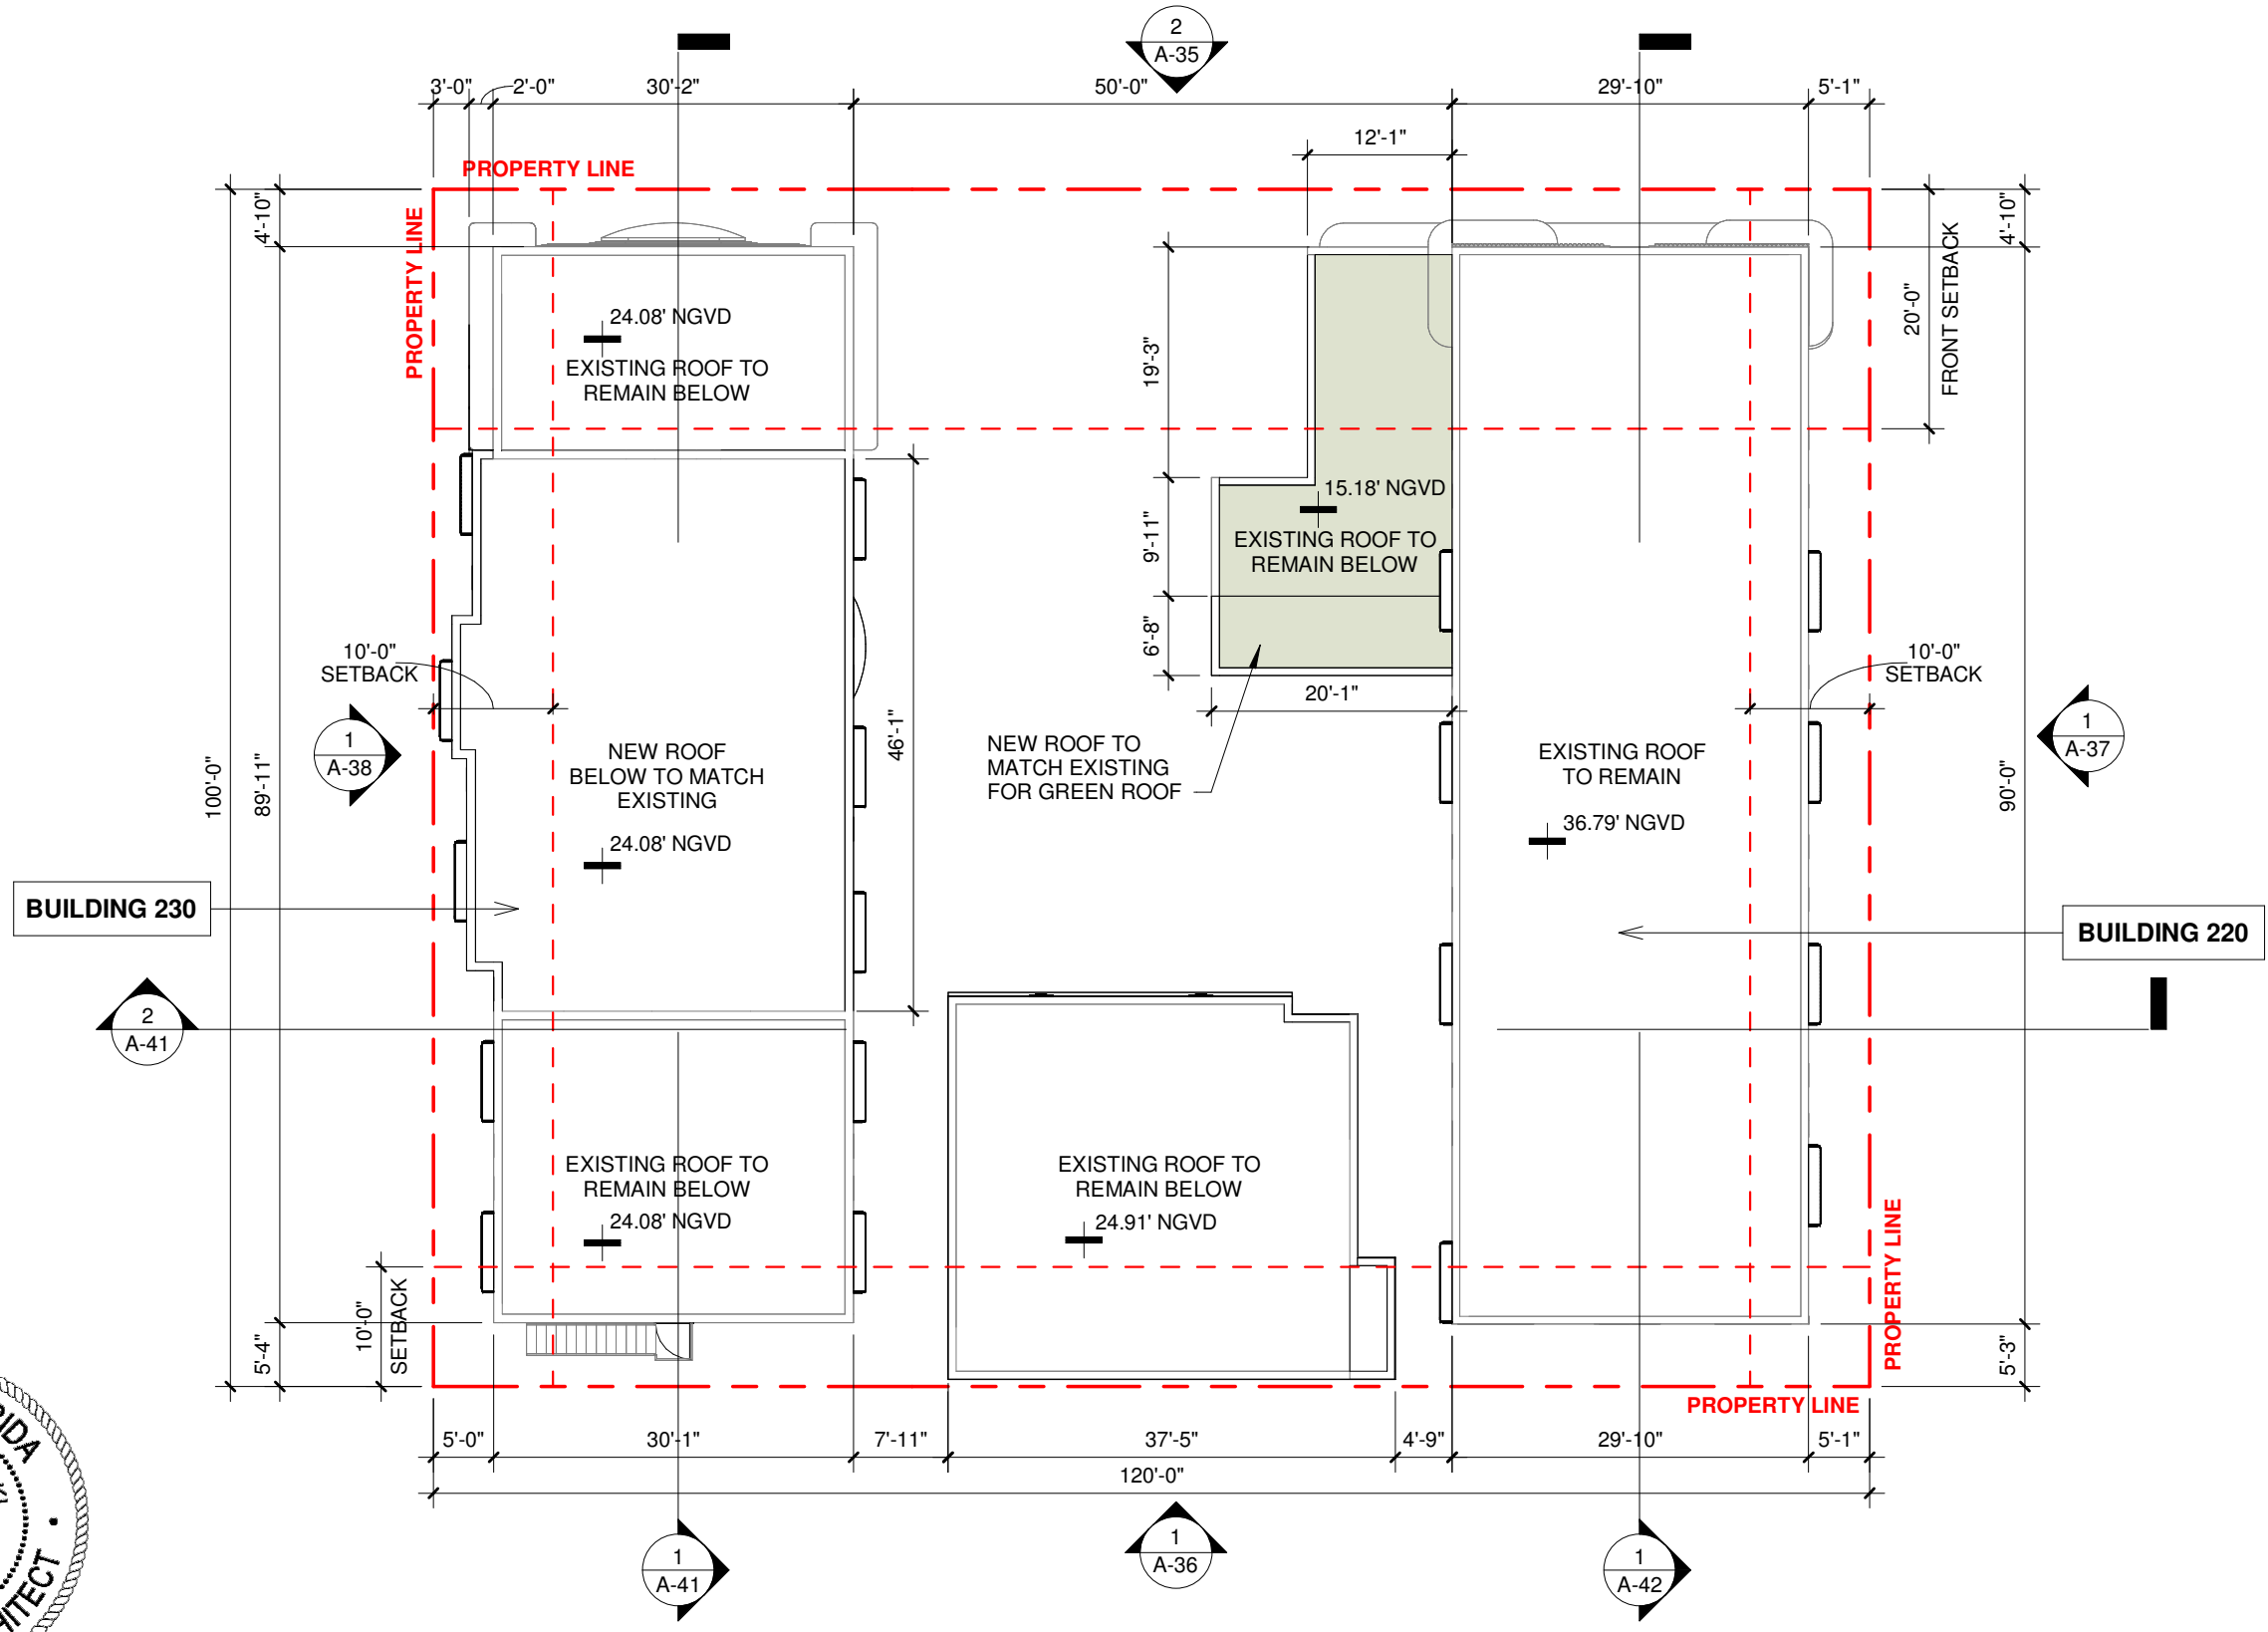 2
A-35
3'-0"
2'-0"
30'-2"
50'-0"
29'-10"
5'-1"
12'-1"
PROPERTY LINE
PROPERTY LINE
4'-10"
4'-10"
20'-0"
FRONT SETBACK
24.08' NGVD
EXISTING ROOF TO
REMAIN BELOW
19'-3"
15.18' NGVD
EXISTING ROOF TO
REMAIN BELOW
9'-11"
6'-8"
20'-1"
10'-0"
SETBACK
10'-0"
SETBACK
1
A-38
1
A-37
100'-0"
89'-11"
46'-1"
90'-0"
NEW ROOF
BELOW TO MATCH
EXISTING
24.08' NGVD
NEW ROOF TO
MATCH EXISTING
FOR GREEN ROOF
EXISTING ROOF
TO REMAIN
36.79' NGVD
BUILDING 230
BUILDING 220
2
A-41
EXISTING ROOF TO
REMAIN BELOW
24.08' NGVD
EXISTING ROOF TO
REMAIN BELOW
24.91' NGVD
10'-0"
SETBACK
5'-4"
5'-3"
PROPERTY LINE
PROPERTY LINE
5'-0"
30'-1"
7'-11"
37'-5"
4'-9"
29'-10"
5'-1"
120'-0"
1
A-41
1
A-36
1
A-42